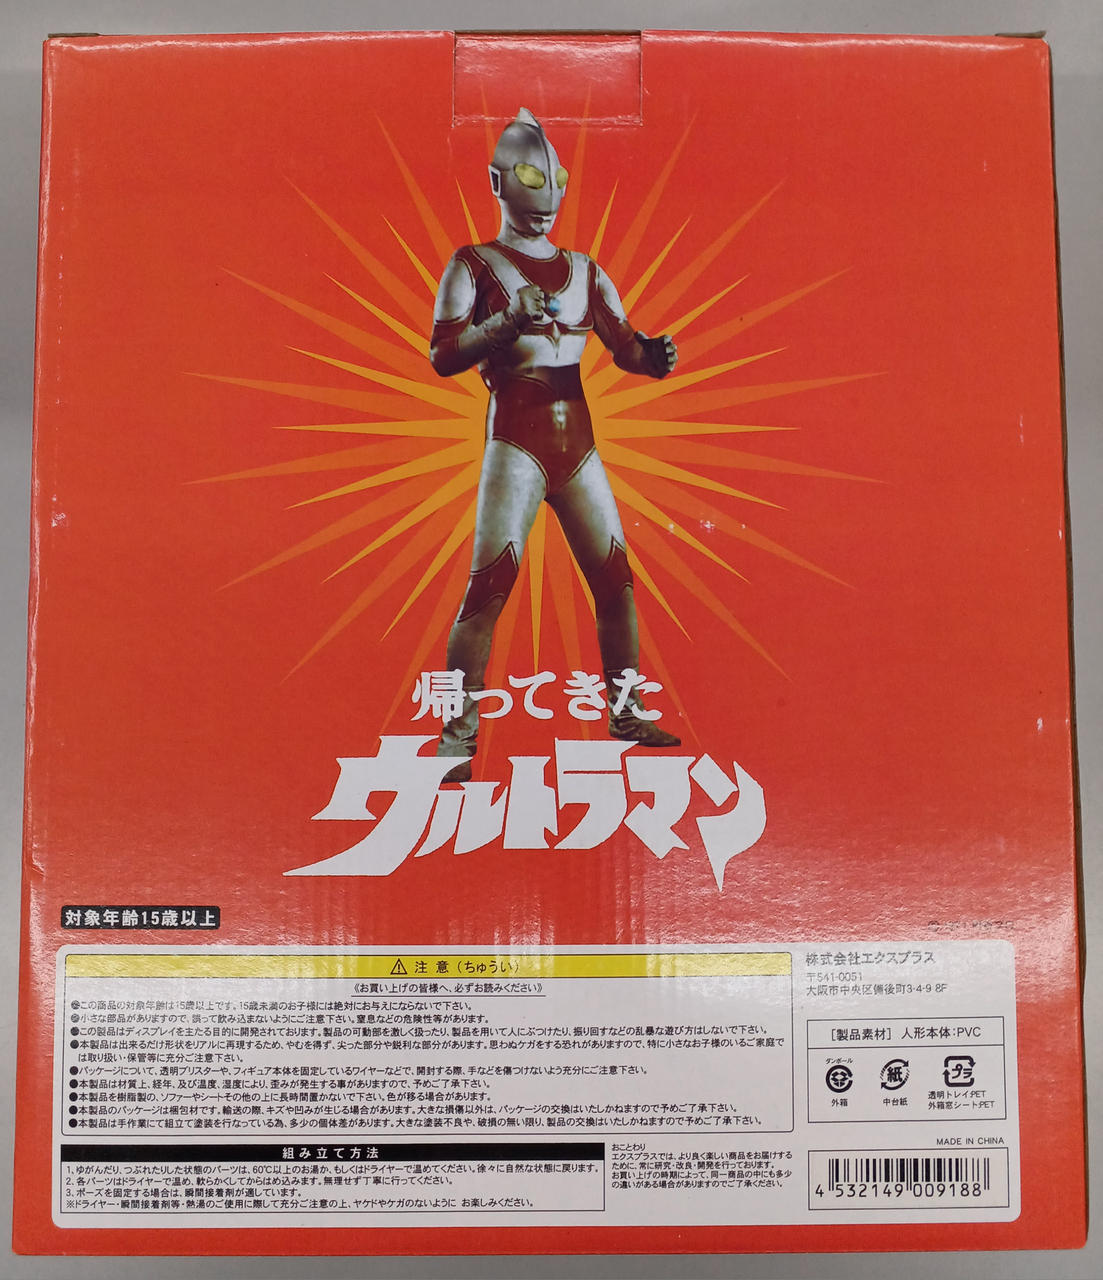 帰ってきた
ウルトラマン
対象年齢15歳以上
注意(ちゅうい)
《お買い上げの皆様へ、必ずお読みください》
●この商品の対象年齢は15歳以上です。15歳未満のお子様には絶対にお与えにならないで下さい。
●小さな部品がありますので、誤って飲み込まないようにご注意下さい。窒息などの危険性等があります。
●この製品はディスプレイを主たる目的に開発されております。製品の可動部を激しく扱ったり、製品を用いて人にぶつけたり、振り回すなどの乱暴な遊び方はしないで下さい。
●本製品は出来るだけ形状をリアルに再現するため、やむを得ず、尖った部分や鋭利な部分があります。思わぬケガをする恐れがありますので、特に小さなお子様のいるご家庭で
は取り扱い・保管等に充分ご注意下さい。
●パッケージについて、透明ブリスターや、フィギュア本体を固定しているワイヤーなどで、開封する際、手などを傷つけないよう充分にご注意下さい。
●本製品は材質上、経年、及び温度、湿度により、歪みが発生する事がありますので、予めご了承下さい。
●本製品を樹脂製の、ソファーやシートその他の上に長時間置かないで下さい。色が移る場合があります。
●本製品のパッケージは梱包材です。輸送の際、キズや凹みが生じる場合があります。大きな損傷以外は、パッケージの交換はいたしかねますので予めご了承下さい。
●本製品は手作業にて組立て塗装を行なっている為、多少の個体差があります。大きな塗装不良や、破損の無い限り、製品の交換はいたしかねますので予めご了承下さい。
組み立て方法
1、ゆがんだり、つぶれたりした状態のパーツは、60℃以上のお湯か、もしくはドライヤーで温めてください。徐々に自然な状態に戻ります。
2、各パーツはドライヤーで温め、軟らかくしてからはめ込みます。無理せず丁寧に行ってください。
3、ポーズを固定する場合は、瞬間接着剤が適しています。
※ドライヤー・瞬間接着剤等・熱湯のご使用に際して充分ご注意の上、ヤケドやケガのないように お楽しみください。
おことわり
エクスプラスでは、より良く楽しい商品をお届けする
ために、常に研究・改良・開発を行っております。
お買い上げの時期によって、同一商品の中にも多少
の違いがある場合がありますのでご了承ください。
株式会社エクスプラス
〒541-0051
大阪市中央区備後町3-4-9 8F
[製品素材] 人形本体:PVC
ダンボール
外箱
紙
中台紙
プラ
透明トレイ:PET
外箱窓シート:PET
MADE IN CHINA
4 532149 009188